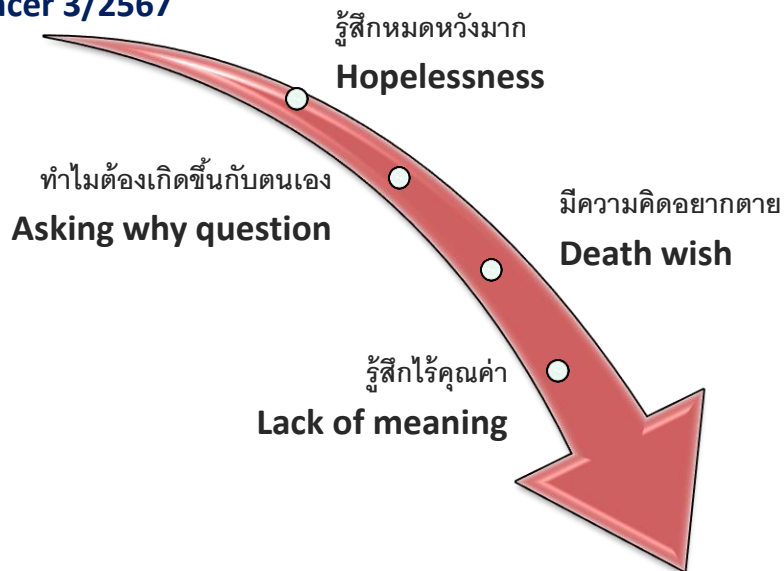 ncer 3/2567
รู้สึกหมดหวังมาก
Hopelessness
ทำไมต้องเกิดขึ้นกับตนเอง
Asking why question
มีความคิดอยากตาย
Death wish
รู้สึกไร้คุณค่า
Lack of meaning